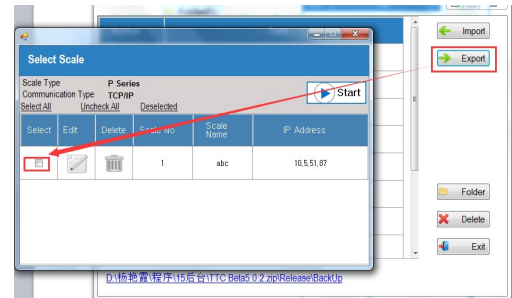 Import
Export
Select Scale
Scale Type P Series
Communication Type TCP/IP
Select All Uncheck All Deselected
Start
Select Edit Delete Scale No Scale Name IP Address
1 abc 10,5,51,87
Folder
Delete
Exit
D:\杨艳霞\程序\15后台\TTC Beta5.0.2 zip\Release\BackUp